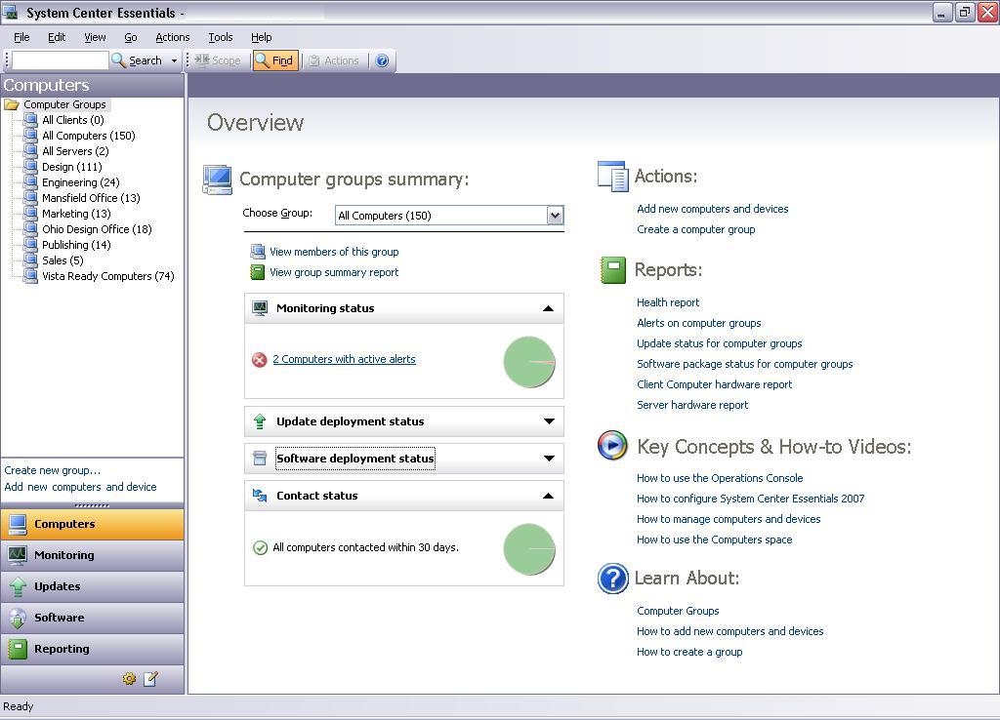 System Center Essentials -
File Edit View Go Actions Tools Help
Search Scope Find Actions
Computers
Computer Groups
All Clients (0)
All Computers (150)
All Servers (2)
Design (111)
Engineering (24)
Mansfield Office (13)
Marketing (13)
Ohio Design Office (18)
Publishing (14)
Sales (5)
Vista Ready Computers (74)
Create new group...
Add new computers and device
Computers
Monitoring
Updates
Software
Reporting
Overview
Computer groups summary:
Choose Group: All Computers (150)
View members of this group
View group summary report
Monitoring status
2 Computers with active alerts
Update deployment status
Software deployment status
Contact status
All computers contacted within 30 days.
Actions:
Add new computers and devices
Create a computer group
Reports:
Health report
Alerts on computer groups
Update status for computer groups
Software package status for computer groups
Client Computer hardware report
Server hardware report
Key Concepts & How-to Videos:
How to use the Operations Console
How to configure System Center Essentials 2007
How to manage computers and devices
How to use the Computers space
Learn About:
Computer Groups
How to add new computers and devices
How to create a group
Ready